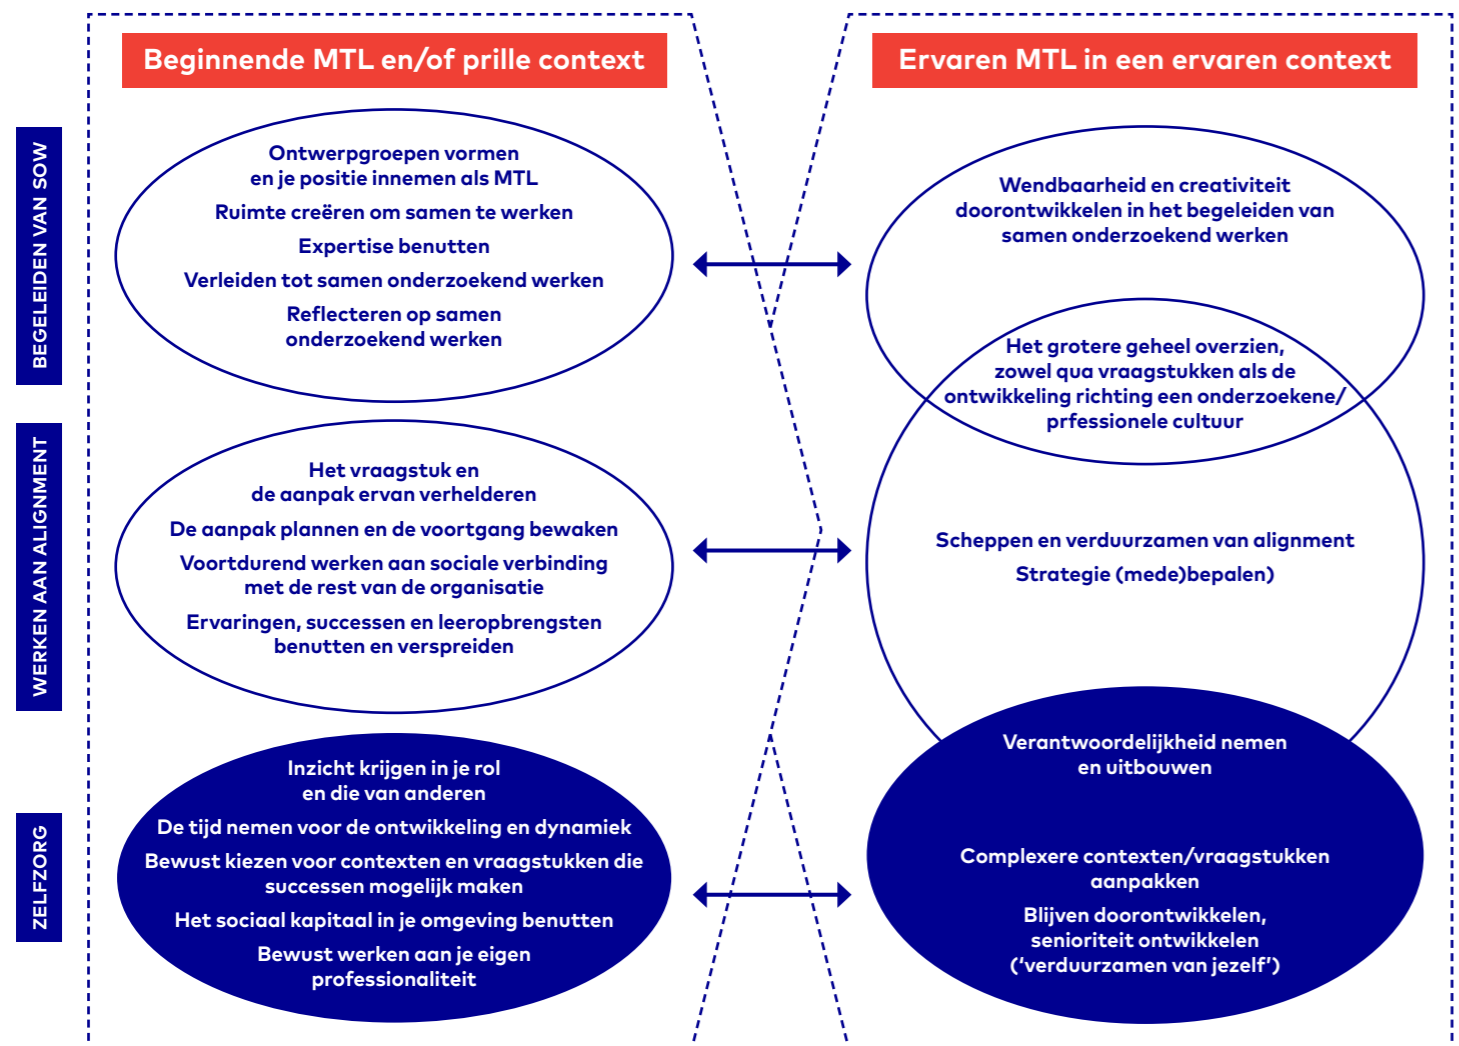 Beginnende MTL en/of prille context
BEGELEIDEN VAN SOW
Ontwerpgroepen vormen
en je positie innemen als MTL
Ruimte creëren om samen te werken
Expertise benutten
Verleiden tot samen onderzoekend werken
Reflecteren op samen
onderzoekend werken
WERKEN AAN ALIGNMENT
Het vraagstuk en
de aanpak ervan verhelderen
De aanpak plannen en de voortgang bewaken
Voortdurend werken aan sociale verbinding
met de rest van de organisatie
Ervaringen, successen en leeropbrengsten
benutten en verspreiden
ZELFZORG
Inzicht krijgen in je rol
en die van anderen
De tijd nemen voor de ontwikkeling en dynamiek
Bewust kiezen voor contexten en vraagstukken die
successen mogelijk maken
Het sociaal kapitaal in je omgeving benutten
Bewust werken aan je eigen
professionaliteit
Ervaren MTL in een ervaren context
Wendbaarheid en creativiteit
doorontwikkelen in het begeleiden van
samen onderzoekend werken
Het grotere geheel overzien,
zowel qua vraagstukken als de
ontwikkeling richting een onderzoekene/
prfessionele cultuur
Scheppen en verduurzamen van alignment
Strategie (mede)bepalen)
Verantwoordelijkheid nemen
en uitbouwen
Complexere contexten/vraagstukken
aanpakken
Blijven doorontwikkelen,
senioriteit ontwikkelen
(‘verduurzamen van jezelf’)